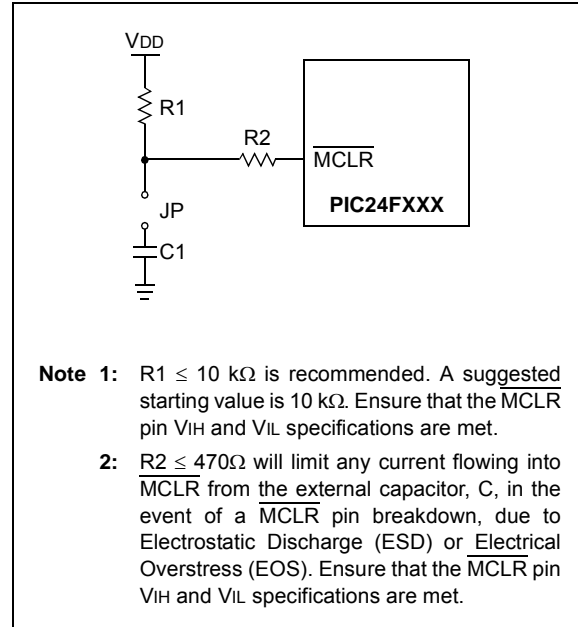 VDD
R1
R2
MCLR
JP
PIC24FXXX
C1
Note 1: R1 ≤ 10 kΩ is recommended. A suggested
starting value is 10 kΩ. Ensure that the MCLR
pin VIH and VIL specifications are met.
2: R2 ≤ 470Ω will limit any current flowing into
MCLR from the external capacitor, C, in the
event of a MCLR pin breakdown, due to
Electrostatic Discharge (ESD) or Electrical
Overstress (EOS). Ensure that the MCLR pin
VIH and VIL specifications are met.